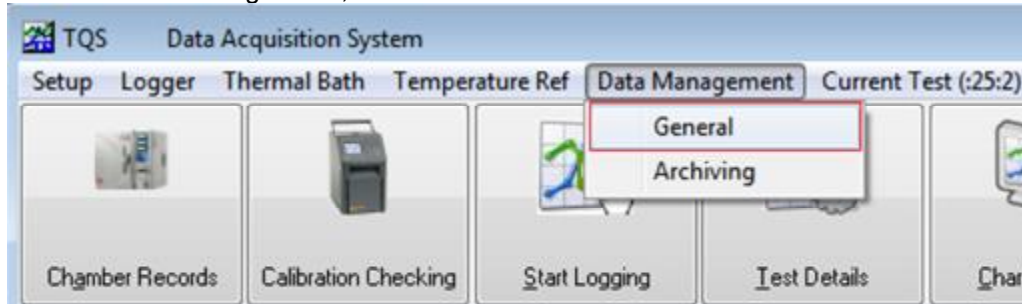 TQS Data Acquisition System
Setup Logger Thermal Bath Temperature Ref Data Management Current Test (:25:2)
General
Archiving
Chamber Records Calibration Checking Start Logging Test Details